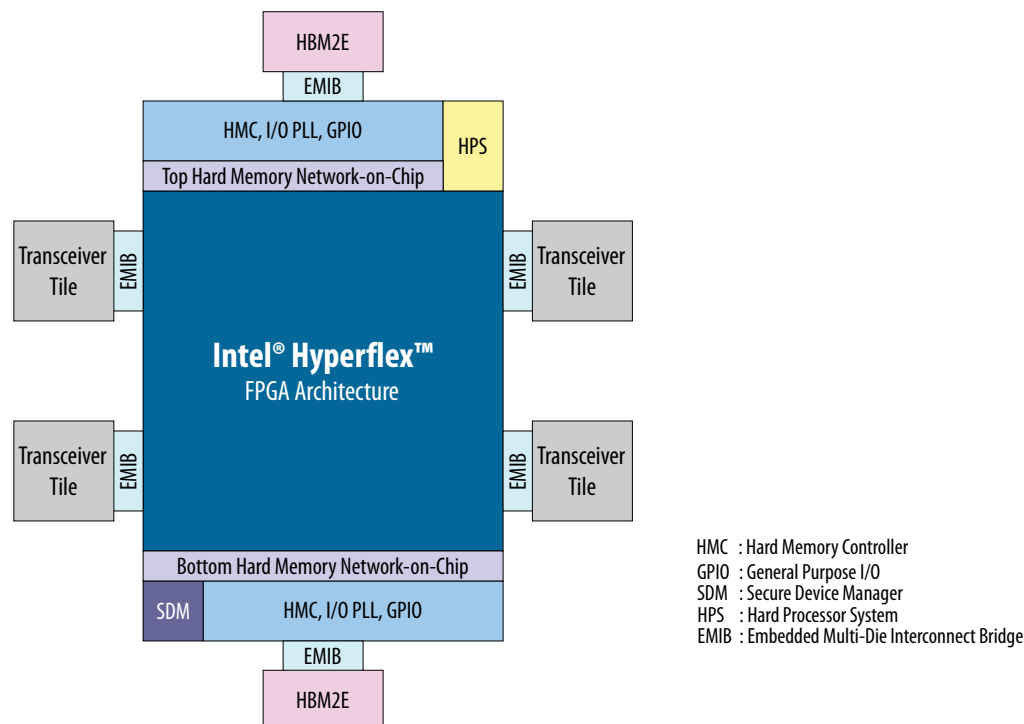 HBM2E
EMIB
HMC, I/O PLL, GPIO
HPS
Top Hard Memory Network-on-Chip
Transceiver
Tile
EMIB
EMIB
Transceiver
Tile
Intel® Hyperflex™
FPGA Architecture
Transceiver
Tile
EMIB
EMIB
Transceiver
Tile
Bottom Hard Memory Network-on-Chip
SDM
HMC, I/O PLL, GPIO
EMIB
HBM2E
HMC : Hard Memory Controller
GPIO : General Purpose I/O
SDM : Secure Device Manager
HPS : Hard Processor System
EMIB : Embedded Multi-Die Interconnect Bridge